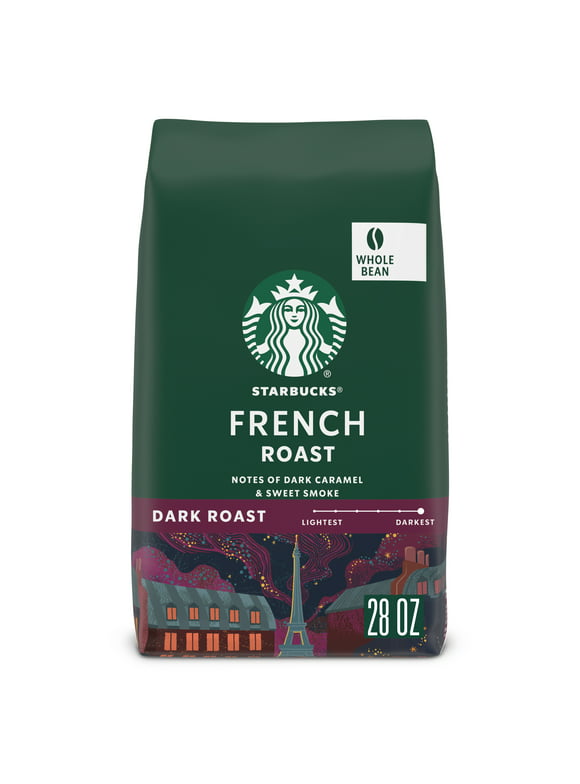 WHOLE
BEAN
®
STARBUCKS®
FRENCH
ROAST
NOTES OF DARK CARAMEL
& SWEET SMOKE
DARK ROAST
LIGHTEST DARKEST
28 OZ